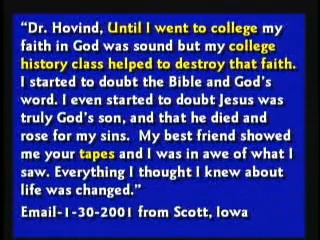 “Dr. Hovind, Until I went to college my
faith in God was sound but my college
history class helped to destroy that faith.
I started to doubt the Bible and God’s
word. I even started to doubt Jesus was
truly God’s son, and that he died and
rose for my sins.  My best friend showed
me your tapes and I was in awe of what I
saw. Everything I thought I knew about
life was changed.”
Email-1-30-2001 from Scott, Iowa